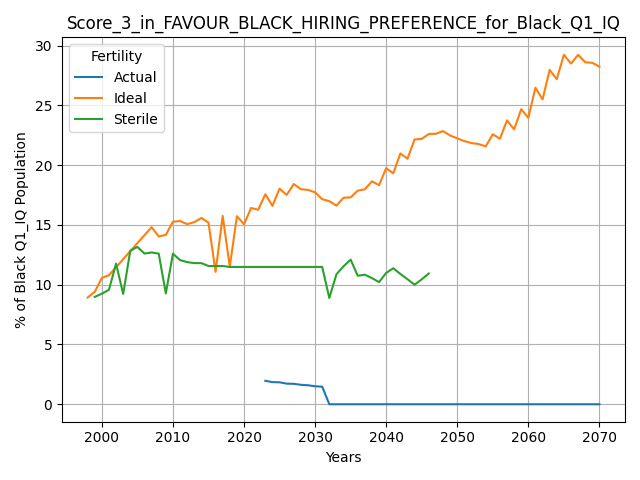 Score_3_in_FAVOUR_BLACK_HIRING_PREFERENCE_for_Black_Q1_IQ
Fertility
Actual
Ideal
Sterile
% of Black Q1_IQ Population
30
25
20
15
10
5
0
2000 2010 2020 2030 2040 2050 2060 2070
Years